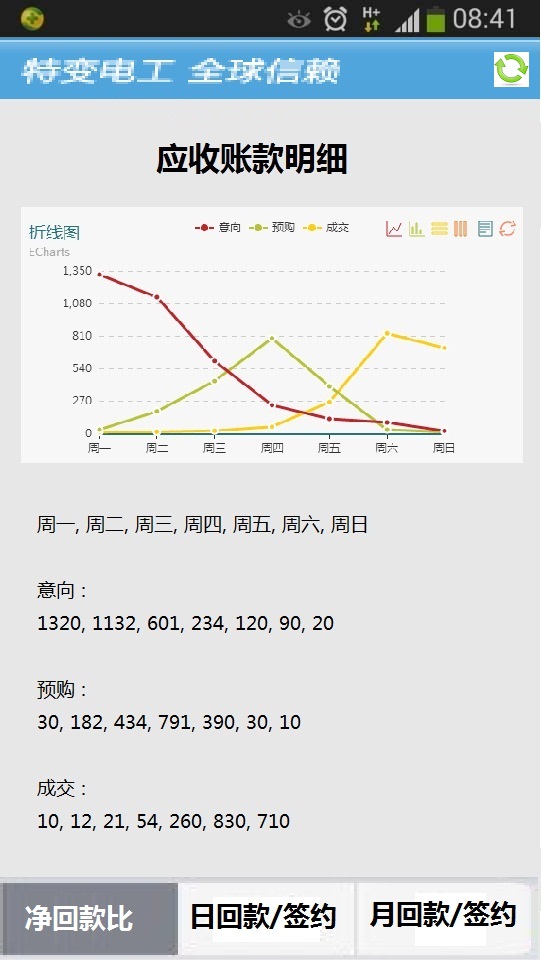 H+ 08:41
特变电工 全球信赖
应收账款明细
折线图
ECharts
意向 预购 成交
1,350
1,080
810
540
270
0
周一 周二 周三 周四 周五 周六 周日
周一, 周二, 周三, 周四, 周五, 周六, 周日
意向：
1320, 1132, 601, 234, 120, 90, 20
预购：
30, 182, 434, 791, 390, 30, 10
成交：
10, 12, 21, 54, 260, 830, 710
净回款比 日回款/签约 月回款/签约